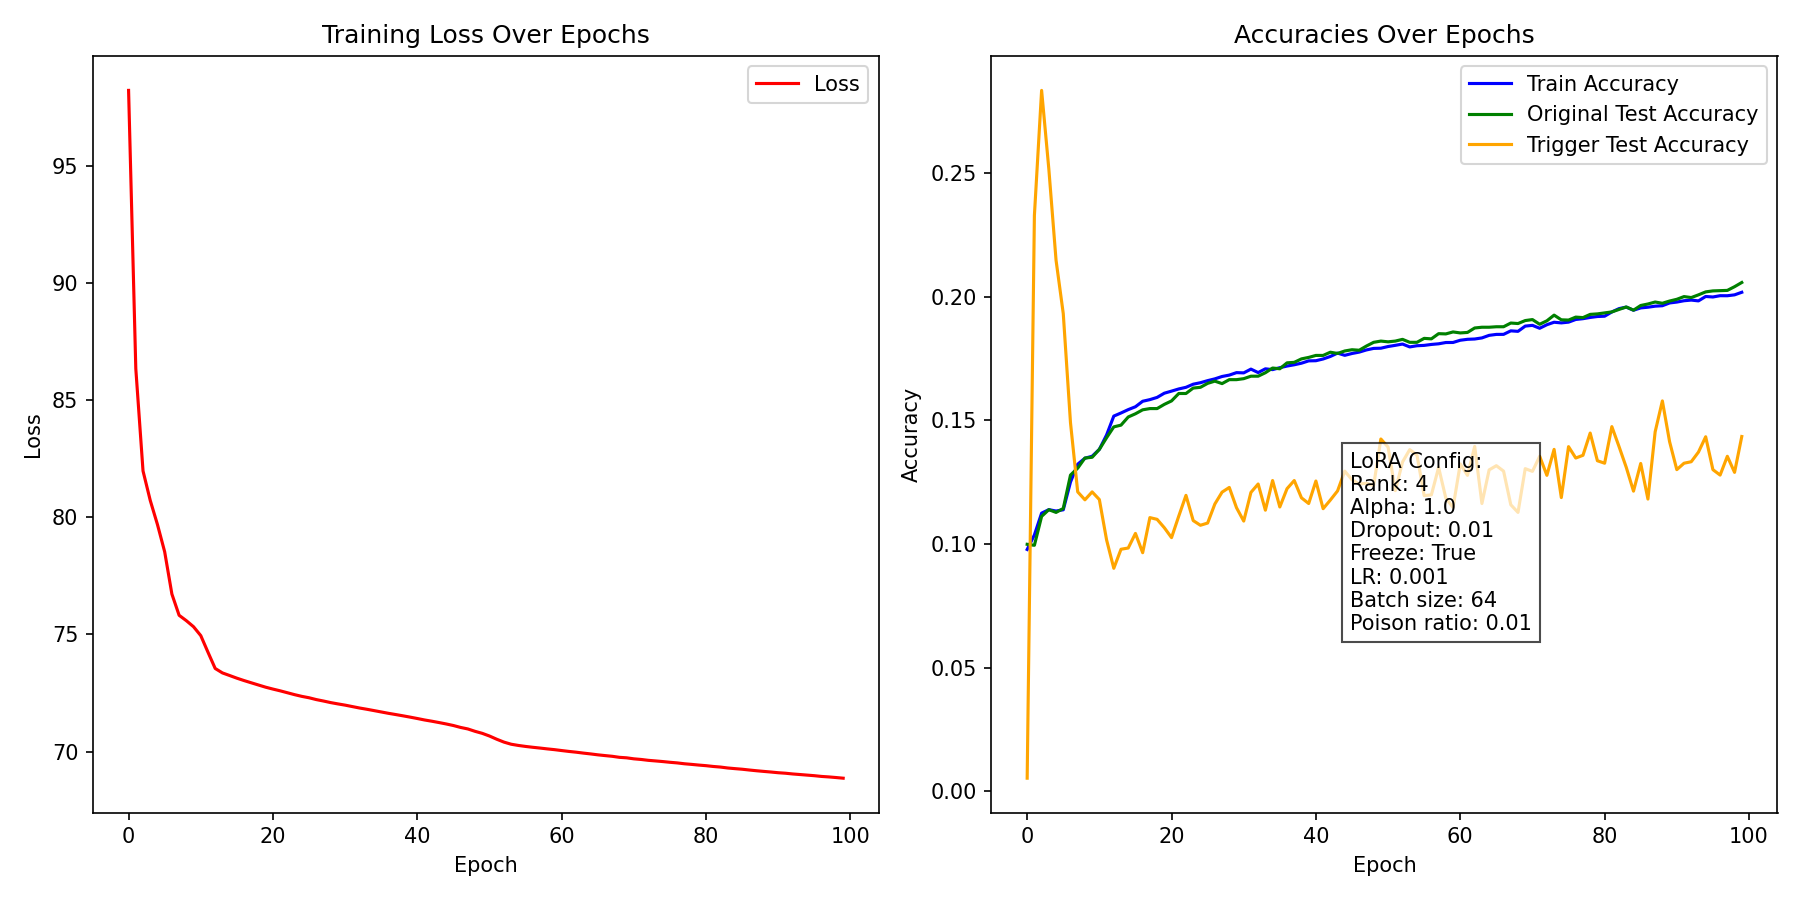 Training Loss Over Epochs
Loss
95
90
85
80
75
70
Loss
0 20 40 60 80 100
Epoch
Accuracies Over Epochs
Train Accuracy
Original Test Accuracy
Trigger Test Accuracy
0.25
0.20
0.15
0.10
0.05
0.00
Accuracy
LoRA Config:
Rank: 4
Alpha: 1.0
Dropout: 0.01
Freeze: True
LR: 0.001
Batch size: 64
Poison ratio: 0.01
0 20 40 60 80 100
Epoch